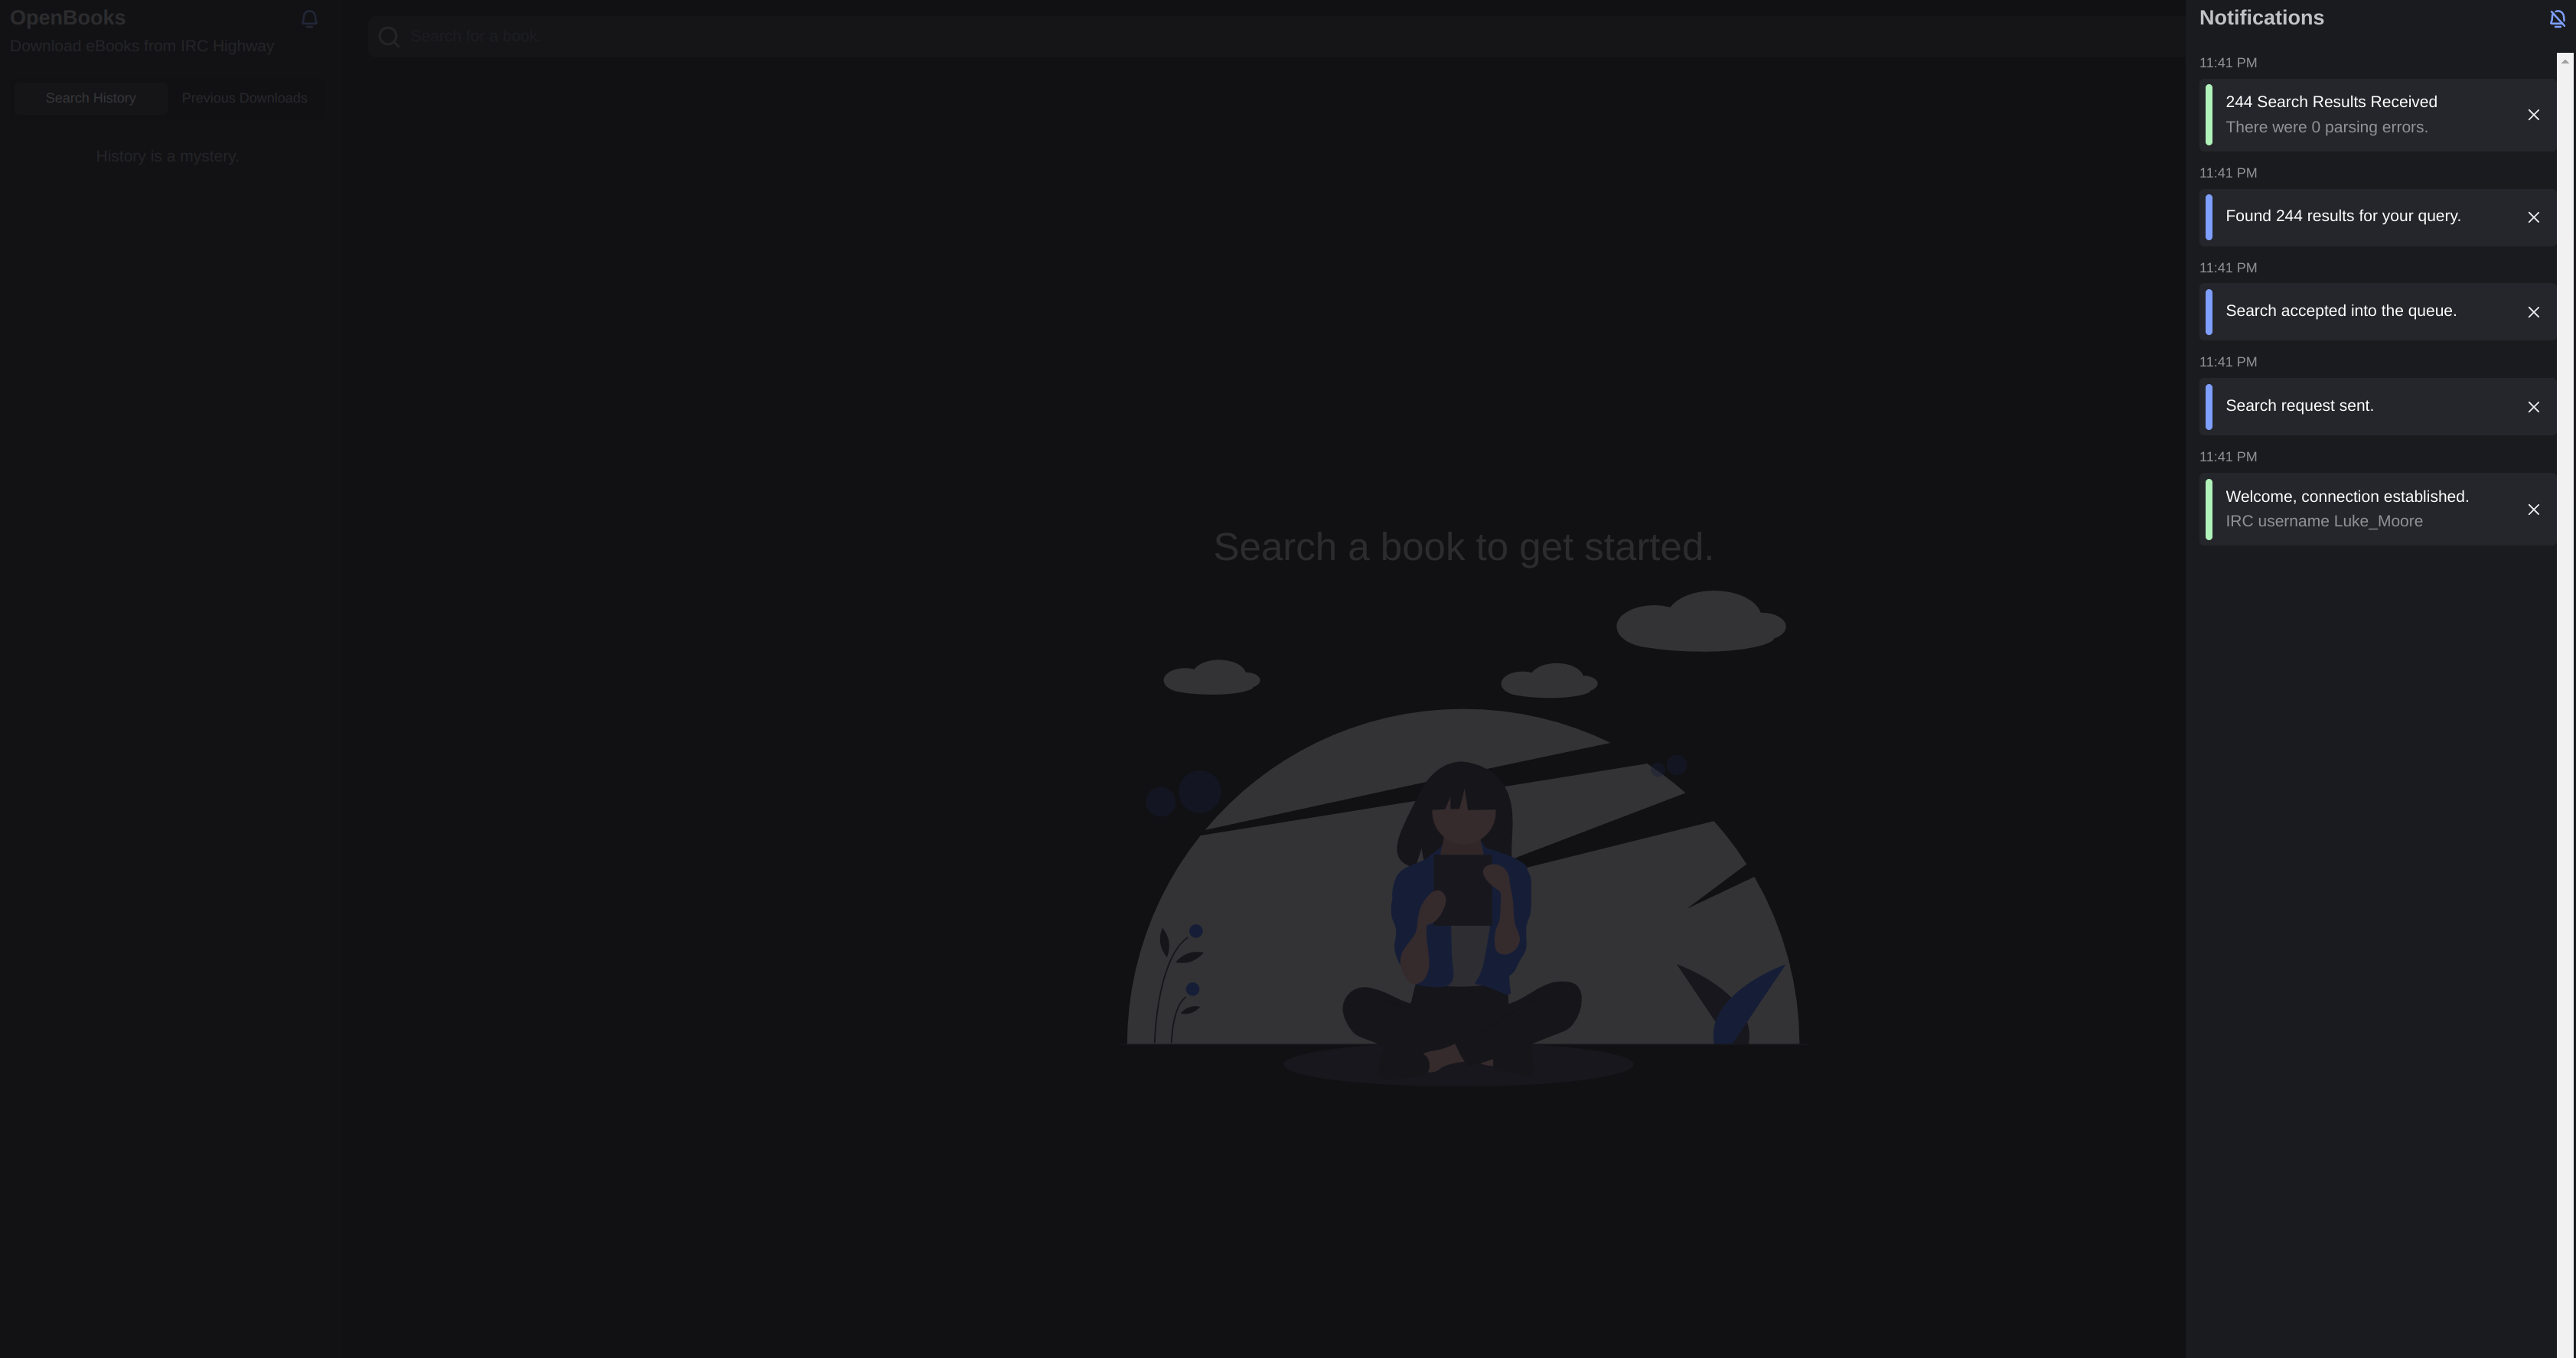 OpenBooks
Download eBooks from IRC Highway
Search History
Previous Downloads
History is a mystery.
Search for a book.
Search a book to get started.
Notifications
11:41 PM
244 Search Results Received
There were 0 parsing errors.
11:41 PM
Found 244 results for your query.
11:41 PM
Search accepted into the queue.
11:41 PM
Search request sent.
11:41 PM
Welcome, connection established.
IRC username Luke_Moore